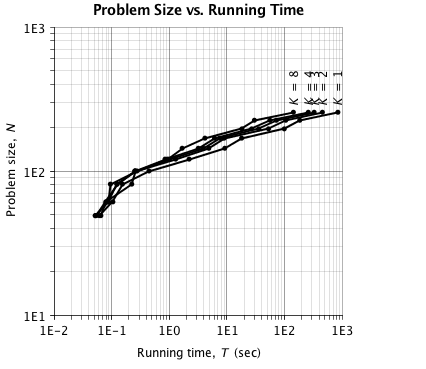 Problem Size vs. Running Time
1E3
1E2
1E1
Problem size, N
K = 8
K = 4
K = 3
K = 2
K = 1
1E-2 1E-1 1E0 1E1 1E2 1E3
Running time, T (sec)